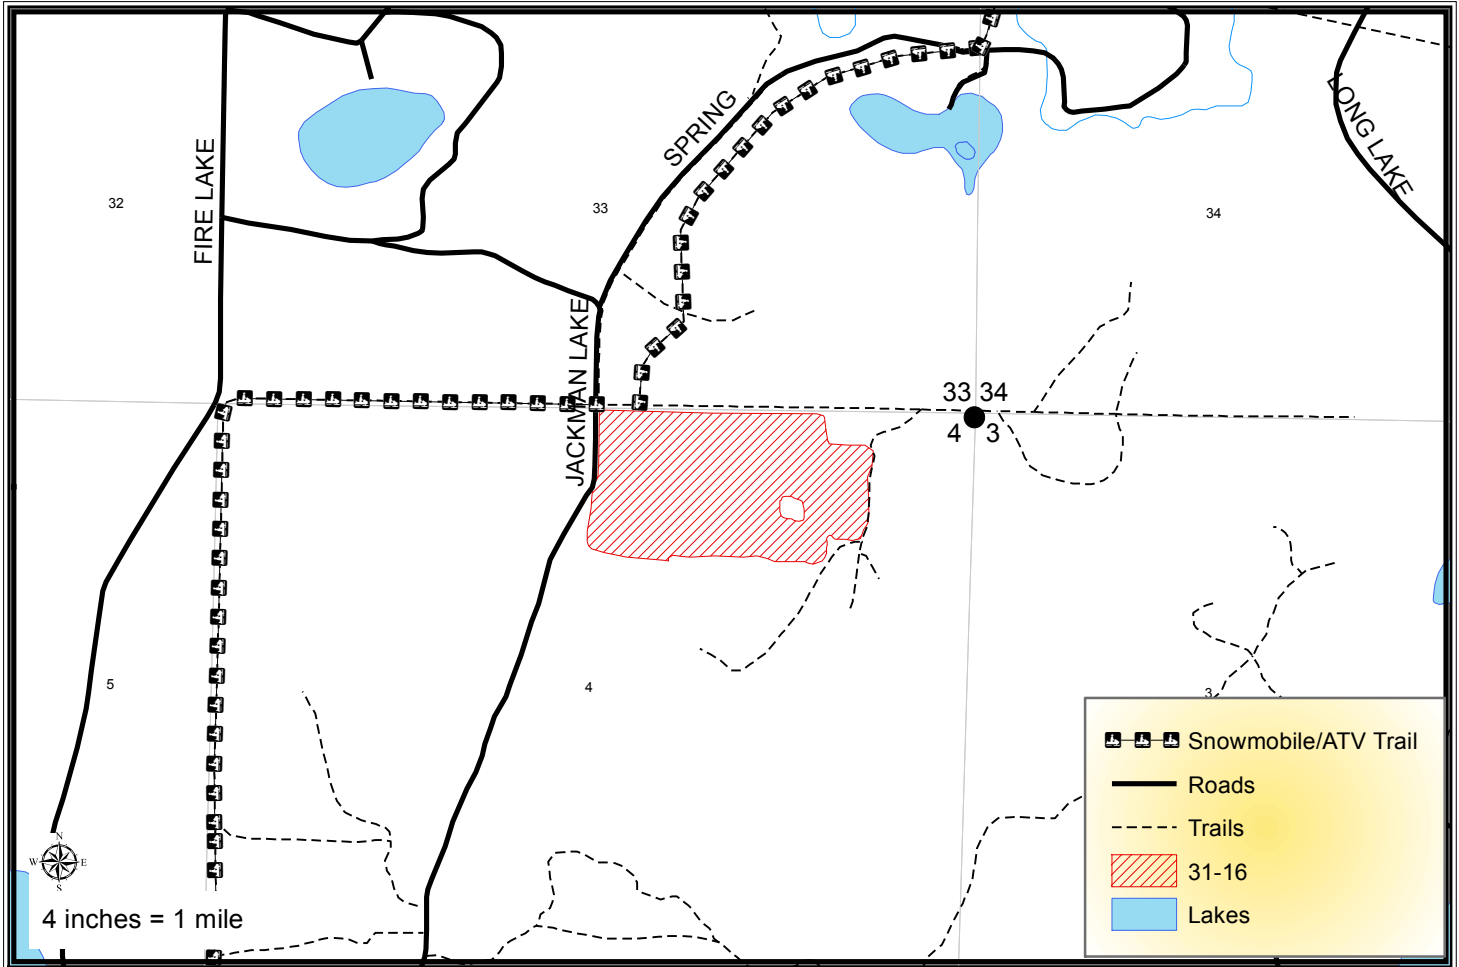 FIRE LAKE
SPRING
LONG LAKE
32
33
34
JACKMAN LAKE
33 34
4 3
5
4
3
N
W E
S
4 inches = 1 mile
Snowmobile/ATV Trail
Roads
Trails
31-16
Lakes